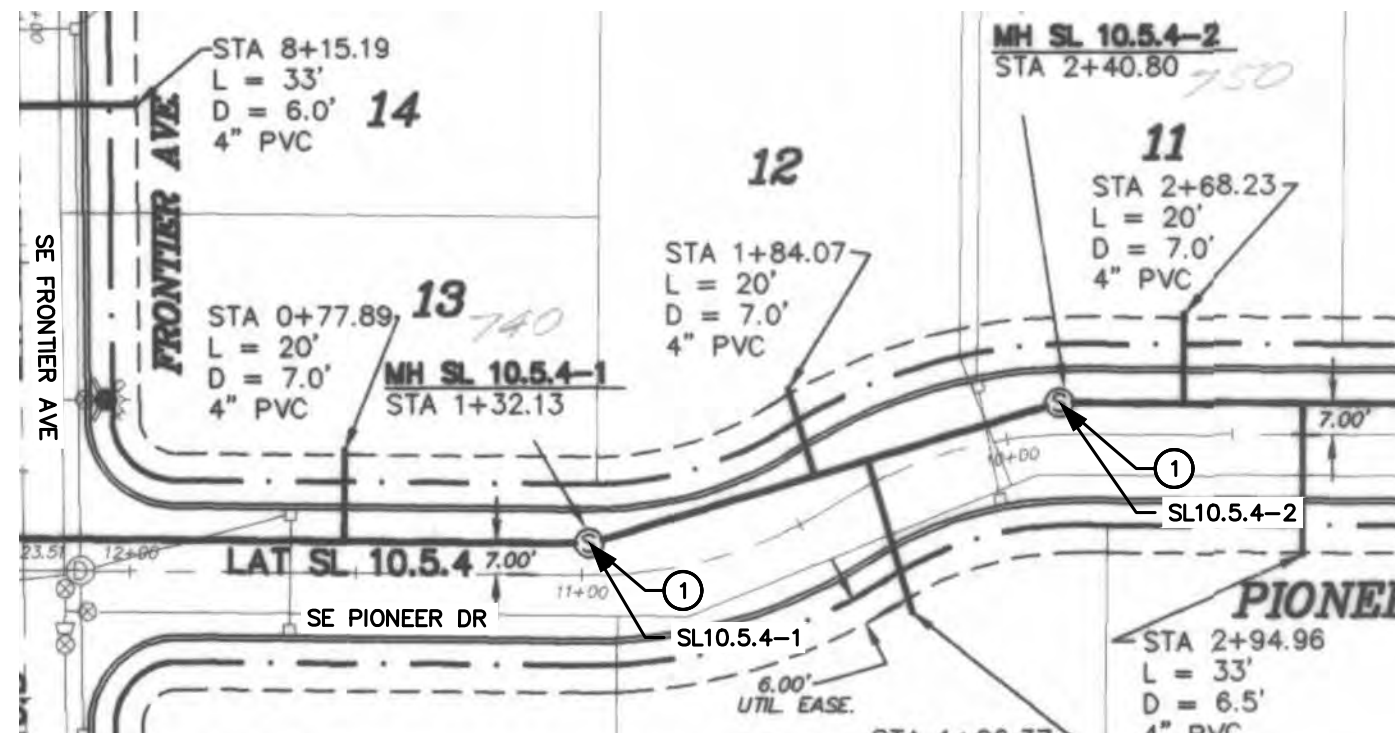 STA 8+15.19
L = 33'
D = 6.0'
4" PVC
14
FRONTIER AVE.
SE FRONTIER AVE
MH SL 10.5.4-2
STA 2+40.80
750
12
11
STA 2+68.23
L = 20'
D = 7.0'
4" PVC
STA 1+84.07
L = 20'
D = 7.0'
4" PVC
13
740
STA 0+77.89
L = 20'
D = 7.0'
4" PVC
MH SL 10.5.4-1
STA 1+32.13
S
S
7.00'
10+00
1
SL10.5.4-2
23.51
12+00
D
LAT SL 10.5.4
7.00'
11+00
1
SE PIONEER DR
SL10.5.4-1
6.00'
UTIL. EASE.
PIONEE
STA 2+94.96
L = 33'
D = 6.5'
4" PVC